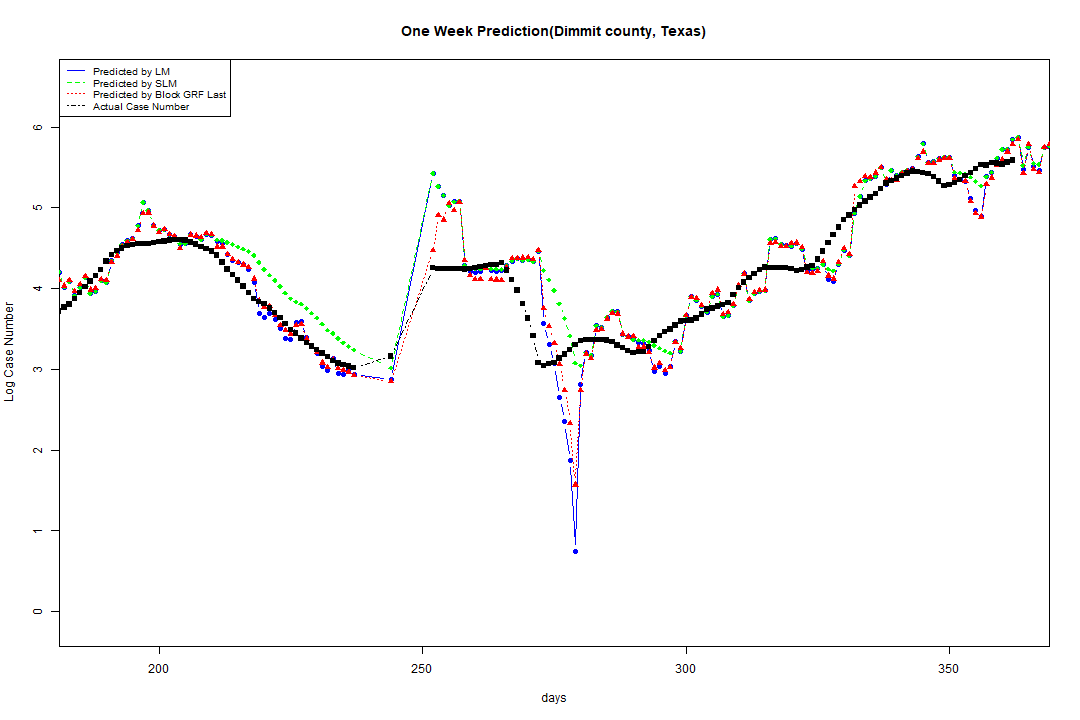 One Week Prediction(Dimmit county, Texas)
Predicted by LM
Predicted by SLM
Predicted by Block GRF Last
Actual Case Number
6
5
4
3
2
1
0
Log Case Number
200 250 300 350
days